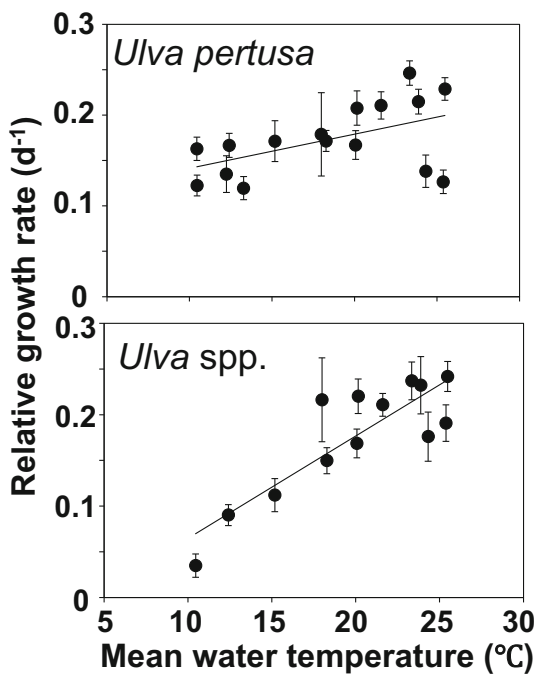 0.3
Ulva pertusa
0.2
0.1
0
0.3
Ulva spp.
0.2
0.1
0
5 10 15 20 25 30
Mean water temperature (℃)
Relative growth rate (d-1)